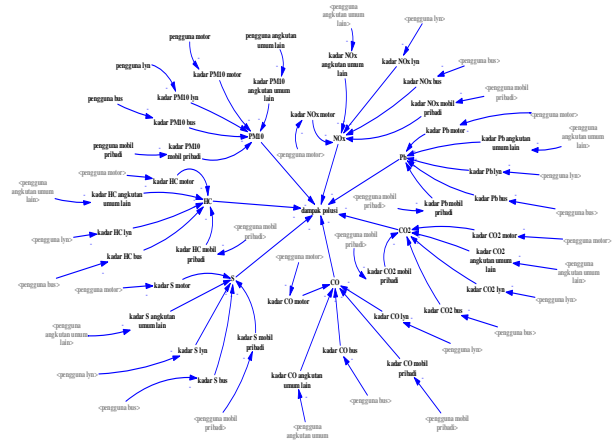 <pengguna
angkutan umum
lain>
pengguna motor
pengguna angkutan
umum lain
<pengguna lyn>
pengguna lyn
kadar PM10 motor
kadar PM10
angkutan umum
lain
kadar NOx
angkutan umum
lain
kadar NOx lyn
<pengguna bus>
kadar NOx bus
pengguna bus
kadar PM10 lyn
kadar NOx mobil
pribadi
<pengguna mobil
pribadi>
kadar PM10 bus
PM10
kadar NOx motor
NOx
kadar Pb motor
<pengguna motor>
<pengguna
angkutan umum
lain>
pengguna mobil
pribadi
kadar PM10
mobil pribadi
<pengguna motor>
kadar Pb angkutan
umum lain
Pb
<pengguna motor>
kadar HC motor
kadar Pb lyn
<pengguna lyn>
<pengguna
angkutan umum
lain>
kadar HC angkutan
umum lain
HC
dampak polusi
<pengguna mobil
pribadi>
kadar Pb mobil
pribadi
kadar Pb bus
<pengguna bus>
<pengguna lyn>
kadar HC lyn
kadar HC bus
kadar HC mobil
pribadi
<pengguna mobil
pribadi>
<pengguna mobil
pribadi>
CO2
kadar CO2 motor
<pengguna motor>
kadar CO2
angkutan umum
lain
<pengguna
angkutan umum
lain>
<pengguna bus>
<pengguna motor>
kadar S motor
S
<pengguna motor>
kadar CO2 mobil
pribadi
CO
kadar CO motor
kadar CO2 lyn
<pengguna lyn>
kadar CO2 bus
<pengguna bus>
<pengguna
angkutan umum
lain>
kadar S angkutan
umum lain
kadar S mobil
pribadi
kadar CO lyn
<pengguna lyn>
kadar S lyn
<pengguna lyn>
kadar S bus
<pengguna bus>
<pengguna mobil
pribadi>
kadar CO angkutan
umum lain
kadar CO bus
kadar CO mobil
pribadi
<pengguna bus>
<pengguna mobil
pribadi>
<pengguna
angkutan umum